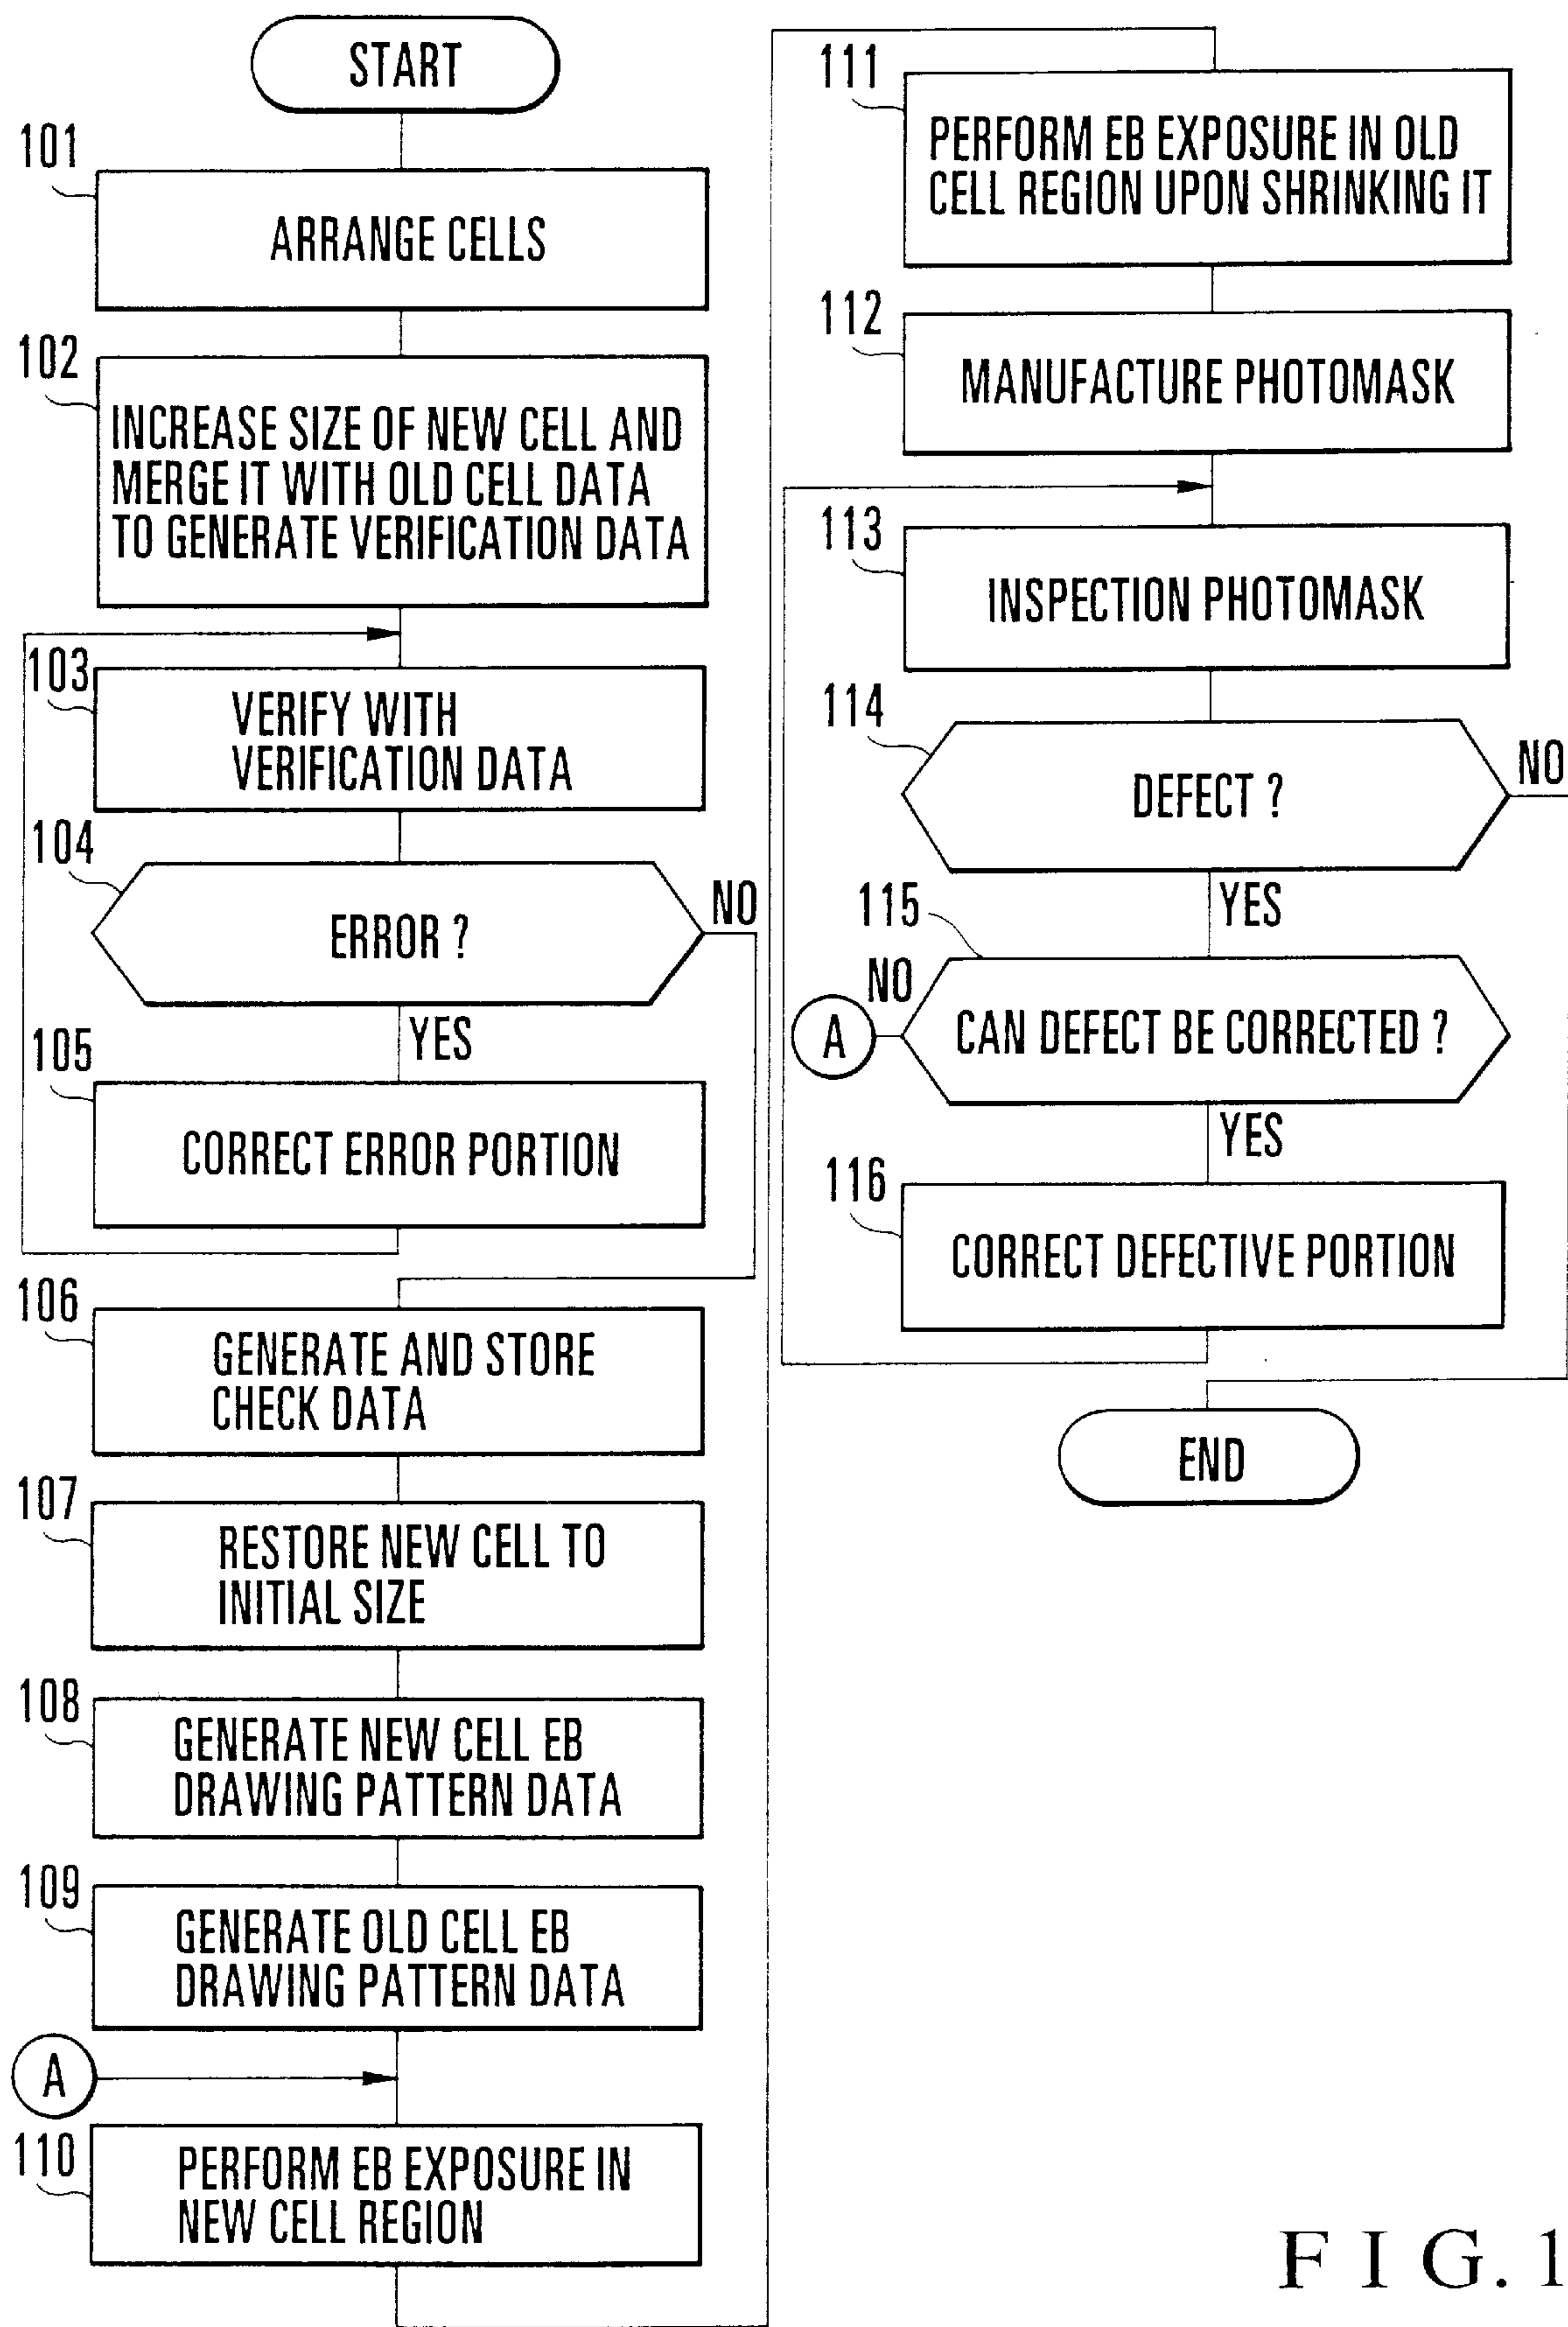 START
101
ARRANGE CELLS
102
INCREASE SIZE OF NEW CELL AND
MERGE IT WITH OLD CELL DATA
TO GENERATE VERIFICATION DATA
103
VERIFY WITH
VERIFICATION DATA
104
ERROR ?
NO
YES
105
CORRECT ERROR PORTION
106
GENERATE AND STORE
CHECK DATA
107
RESTORE NEW CELL TO
INITIAL SIZE
108
GENERATE NEW CELL EB
DRAWING PATTERN DATA
109
GENERATE OLD CELL EB
DRAWING PATTERN DATA
A
110
PERFORM EB EXPOSURE IN
NEW CELL REGION
111
PERFORM EB EXPOSURE IN OLD
CELL REGION UPON SHRINKING IT
112
MANUFACTURE PHOTOMASK
113
INSPECTION PHOTOMASK
114
DEFECT ?
NO
YES
115
NO
A
CAN DEFECT BE CORRECTED ?
YES
116
CORRECT DEFECTIVE PORTION
END
FIG. 1